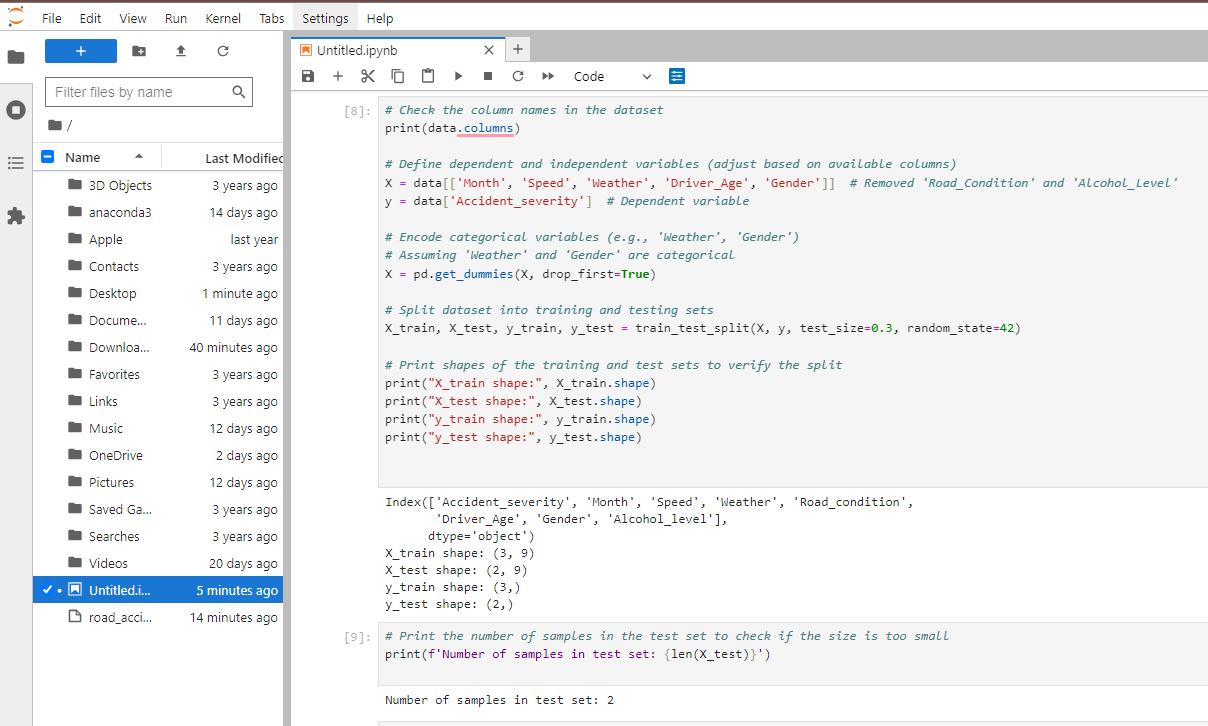 File Edit View Run Kernel Tabs Settings Help
Untitled.ipynb
Code
Filter files by name
/
Name Last Modified
3D Objects 3 years ago
anaconda3 14 days ago
Apple last year
Contacts 3 years ago
Desktop 1 minute ago
Docume... 11 days ago
Downloa... 40 minutes ago
Favorites 3 years ago
Links 3 years ago
Music 12 days ago
OneDrive 2 days ago
Pictures 12 days ago
Saved Ga... 3 years ago
Searches 3 years ago
Videos 20 days ago
Untitled.i... 5 minutes ago
road_acci... 14 minutes ago
[8]:
# Check the column names in the dataset
print(data.columns)
# Define dependent and independent variables (adjust based on available columns)
X = data[['Month', 'Speed', 'Weather', 'Driver_Age', 'Gender']]  # Removed 'Road_Condition' and 'Alcohol_Level'
y = data['Accident_severity']  # Dependent variable
# Encode categorical variables (e.g., 'Weather', 'Gender')
# Assuming 'Weather' and 'Gender' are categorical
X = pd.get_dummies(X, drop_first=True)
# Split dataset into training and testing sets
X_train, X_test, y_train, y_test = train_test_split(X, y, test_size=0.3, random_state=42)
# Print shapes of the training and test sets to verify the split
print("X_train shape:", X_train.shape)
print("X_test shape:", X_test.shape)
print("y_train shape:", y_train.shape)
print("y_test shape:", y_test.shape)
Index(['Accident_severity', 'Month', 'Speed', 'Weather', 'Road_condition',
'Driver_Age', 'Gender', 'Alcohol_level'],
dtype='object')
X_train shape: (3, 9)
X_test shape: (2, 9)
y_train shape: (3,)
y_test shape: (2,)
[9]:
# Print the number of samples in the test set to check if the size is too small
print(f'Number of samples in test set: {len(X_test)}')
Number of samples in test set: 2